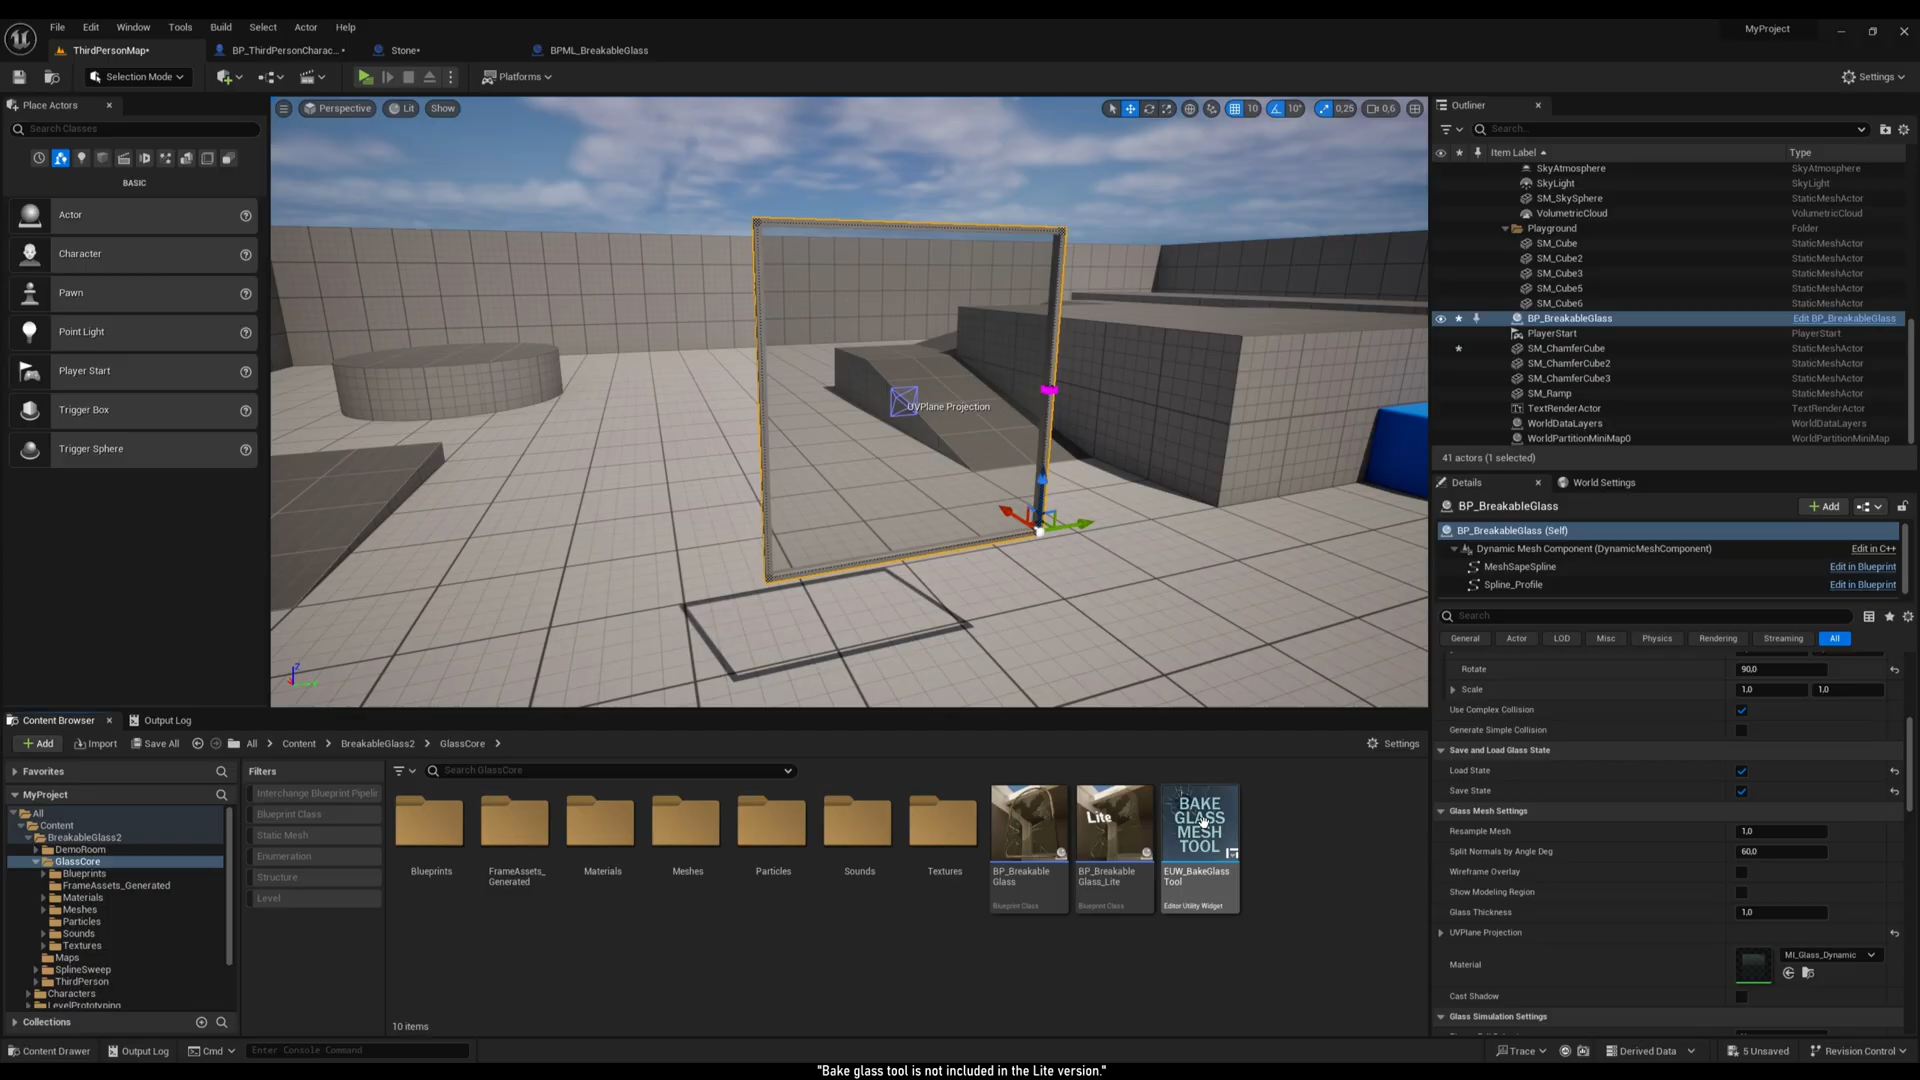 File Edit Window Tools Build Select Actor Help
MyProject
ThirdPersonMap•
BP_ThirdPersonCharac...•
Stone•
BPML_BreakableGlass
Selection Mode
Platforms
Settings
Place Actors
Search Classes
BASIC
Actor
Character
Pawn
Point Light
Player Start
Trigger Box
Trigger Sphere
Perspective
Lit
Show
10
10°
0,25
0,6
UVPlane Projection
Outliner
Search...
Item Label
Type
SkyAtmosphere SkyAtmosphere
SkyLight SkyLight
SM_SkySphere StaticMeshActor
VolumetricCloud VolumetricCloud
Playground Folder
SM_Cube StaticMeshActor
SM_Cube2 StaticMeshActor
SM_Cube3 StaticMeshActor
SM_Cube5 StaticMeshActor
SM_Cube6 StaticMeshActor
BP_BreakableGlass Edit BP_BreakableGlass
PlayerStart PlayerStart
SM_ChamferCube StaticMeshActor
SM_ChamferCube2 StaticMeshActor
SM_ChamferCube3 StaticMeshActor
SM_Ramp StaticMeshActor
TextRenderActor TextRenderActor
WorldDataLayers WorldDataLayers
WorldPartitionMiniMap0 WorldPartitionMiniMap
41 actors (1 selected)
Details
World Settings
BP_BreakableGlass
Add
BP_BreakableGlass (Self)
Dynamic Mesh Component (DynamicMeshComponent) Edit in C++
MeshSapeSpline Edit in Blueprint
Spline_Profile Edit in Blueprint
Search
General Actor LOD Misc Physics Rendering Streaming All
Rotate 90,0
Scale 1,0 1,0
Use Complex Collision
Generate Simple Collision
Save and Load Glass State
Load State
Save State
Glass Mesh Settings
Resample Mesh 1,0
Split Normals by Angle Deg 60,0
Wireframe Overlay
Show Modeling Region
Glass Thickness 1,0
UVPlane Projection
Material MI_Glass_Dynamic
Cast Shadow
Glass Simulation Settings
Content Browser
Output Log
Add Import Save All All Content BreakableGlass2 GlassCore
Settings
Favorites
MyProject
All
Content
BreakableGlass2
DemoRoom
GlassCore
Blueprints
FrameAssets_Generated
Materials
Meshes
Particles
Sounds
Textures
Maps
SplineSweep
ThirdPerson
Characters
LevelPrototyping
Collections
Filters
Interchange Blueprint Pipelin
Blueprint Class
Static Mesh
Enumeration
Structure
Level
Search GlassCore
Blueprints
FrameAssets_
Generated
Materials
Meshes
Particles
Sounds
Textures
BP_Breakable
Glass
Blueprint Class
Lite
BP_Breakable
Glass_Lite
Blueprint Class
BAKE
GLASS
MESH
TOOL
EUW_BakeGlass
Tool
Editor Utility Widget
10 items
Content Drawer
Output Log
Cmd
Enter Console Command
Trace
Derived Data
5 Unsaved
Revision Control
"Bake glass tool is not included in the Lite version."